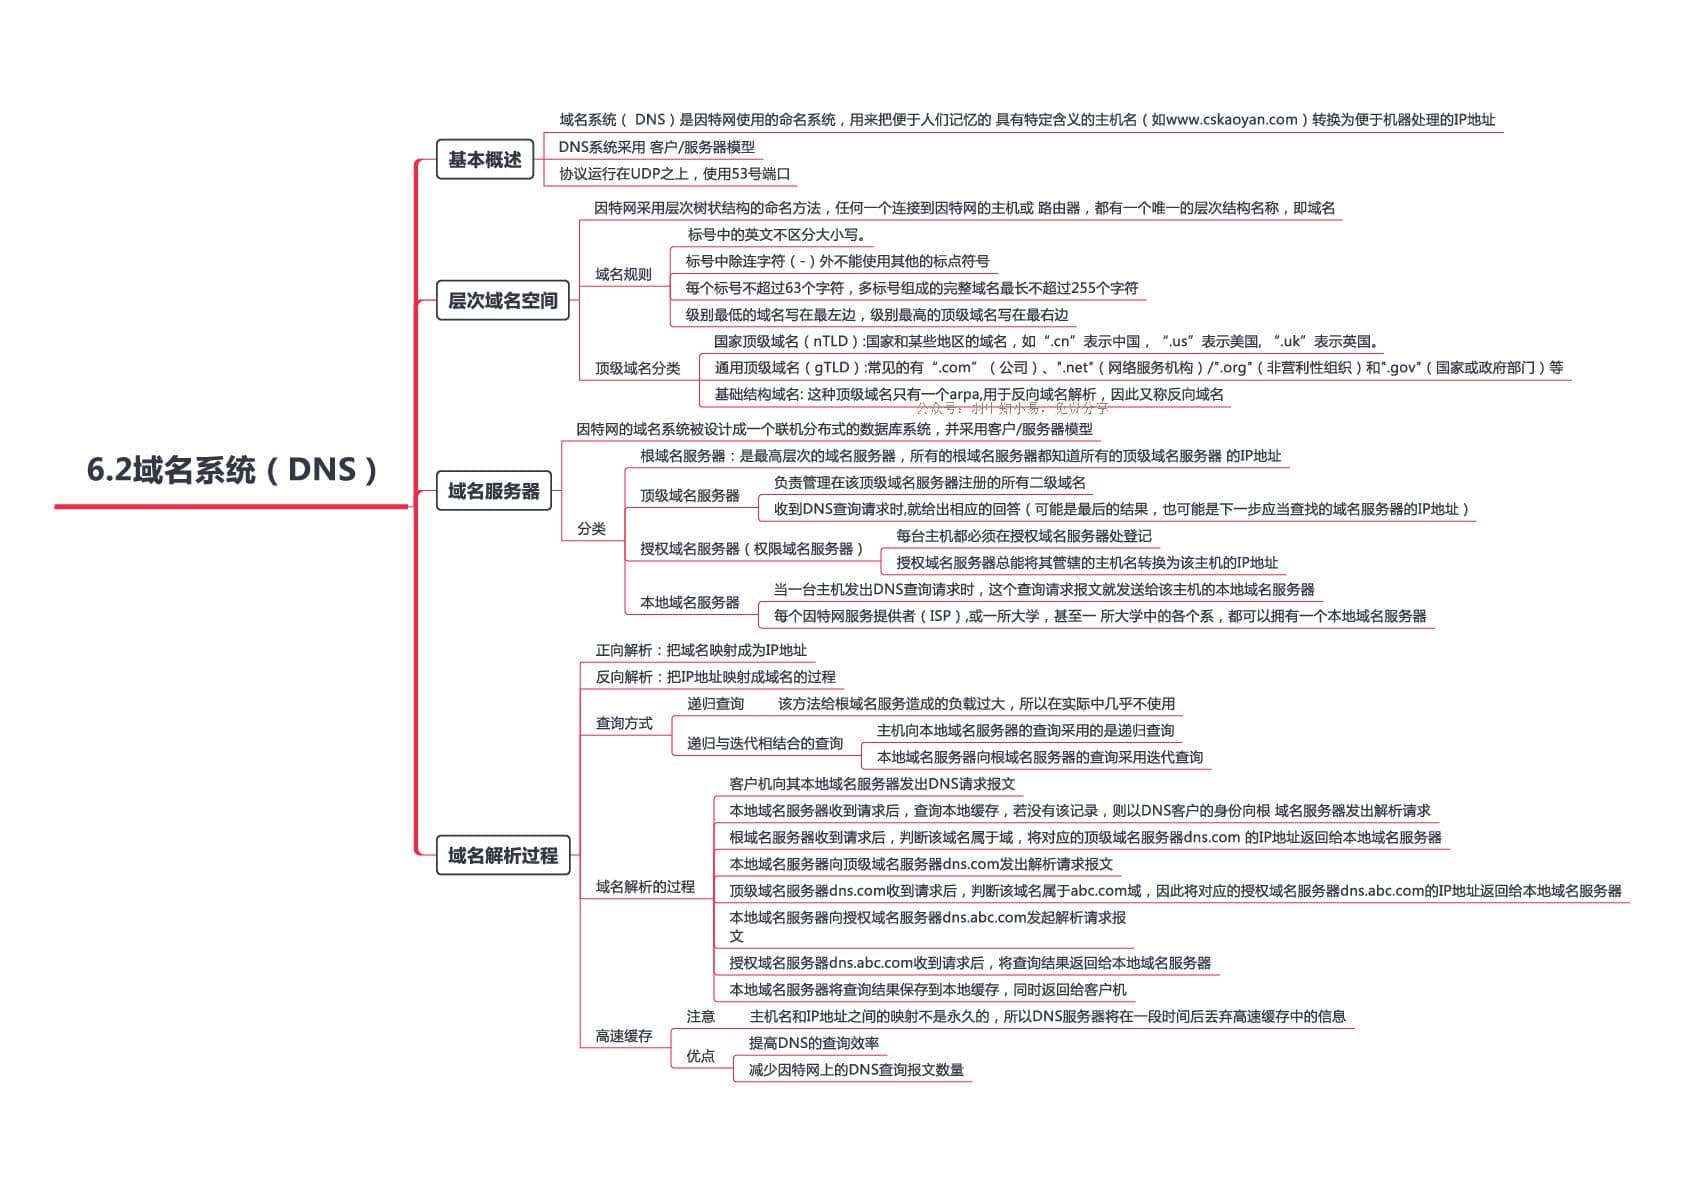 6.2域名系统（DNS）
基本概述
域名系统（ DNS）是因特网使用的命名系统，用来把便于人们记忆的 具有特定含义的主机名（如www.cskaoyan.com）转换为便于机器处理的IP地址
DNS系统采用 客户/服务器模型
协议运行在UDP之上，使用53号端口
层次域名空间
因特网采用层次树状结构的命名方法，任何一个连接到因特网的主机或 路由器，都有一个唯一的层次结构名称，即域名
域名规则
标号中的英文不区分大小写。
标号中除连字符（-）外不能使用其他的标点符号
每个标号不超过63个字符，多标号组成的完整域名最长不超过255个字符
级别最低的域名写在最左边，级别最高的顶级域名写在最右边
顶级域名分类
国家顶级域名（nTLD）:国家和某些地区的域名，如“.cn”表示中国，“.us”表示美国, “.uk”表示英国。
通用顶级域名（gTLD）:常见的有“.com”（公司）、".net"（网络服务机构）/".org"（非营利性组织）和".gov"（国家或政府部门）等
基础结构域名: 这种顶级域名只有一个arpa,用于反向域名解析，因此又称反向域名
域名服务器
因特网的域名系统被设计成一个联机分布式的数据库系统，并采用客户/服务器模型
分类
根域名服务器：是最高层次的域名服务器，所有的根域名服务器都知道所有的顶级域名服务器 的IP地址
顶级域名服务器
负责管理在该顶级域名服务器注册的所有二级域名
收到DNS查询请求时,就给出相应的回答（可能是最后的结果，也可能是下一步应当查找的域名服务器的IP地址）
授权域名服务器（权限域名服务器）
每台主机都必须在授权域名服务器处登记
授权域名服务器总能将其管辖的主机名转换为该主机的IP地址
本地域名服务器
当一台主机发出DNS查询请求时，这个查询请求报文就发送给该主机的本地域名服务器
每个因特网服务提供者（ISP）,或一所大学，甚至一 所大学中的各个系，都可以拥有一个本地域名服务器
域名解析过程
正向解析：把域名映射成为IP地址
反向解析：把IP地址映射成域名的过程
查询方式
递归查询 该方法给根域名服务造成的负载过大，所以在实际中几乎不使用
递归与迭代相结合的查询
主机向本地域名服务器的查询采用的是递归查询
本地域名服务器向根域名服务器的查询采用迭代查询
域名解析的过程
客户机向其本地域名服务器发出DNS请求报文
本地域名服务器收到请求后，查询本地缓存，若没有该记录，则以DNS客户的身份向根 域名服务器发出解析请求
根域名服务器收到请求后，判断该域名属于域，将对应的顶级域名服务器dns.com 的IP地址返回给本地域名服务器
本地域名服务器向顶级域名服务器dns.com发出解析请求报文
顶级域名服务器dns.com收到请求后，判断该域名属于abc.com域，因此将对应的授权域名服务器dns.abc.com的IP地址返回给本地域名服务器
本地域名服务器向授权域名服务器dns.abc.com发起解析请求报
文
授权域名服务器dns.abc.com收到请求后，将查询结果返回给本地域名服务器
本地域名服务器将查询结果保存到本地缓存，同时返回给客户机
高速缓存
注意 主机名和IP地址之间的映射不是永久的，所以DNS服务器将在一段时间后丢弃高速缓存中的信息
优点
提高DNS的查询效率
减少因特网上的DNS查询报文数量